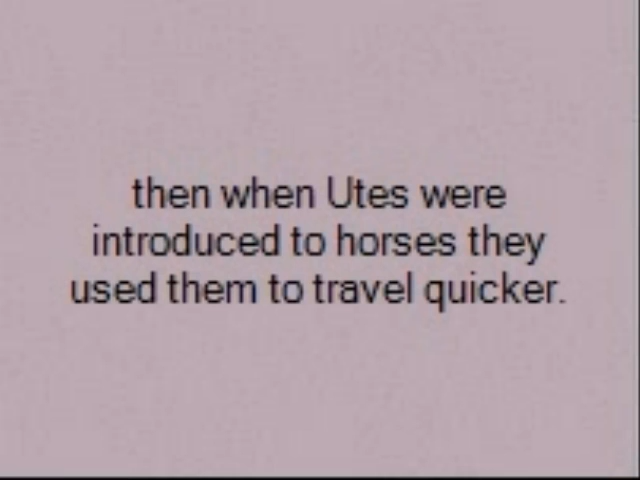 then when Utes were
introduced to horses they
used them to travel quicker.